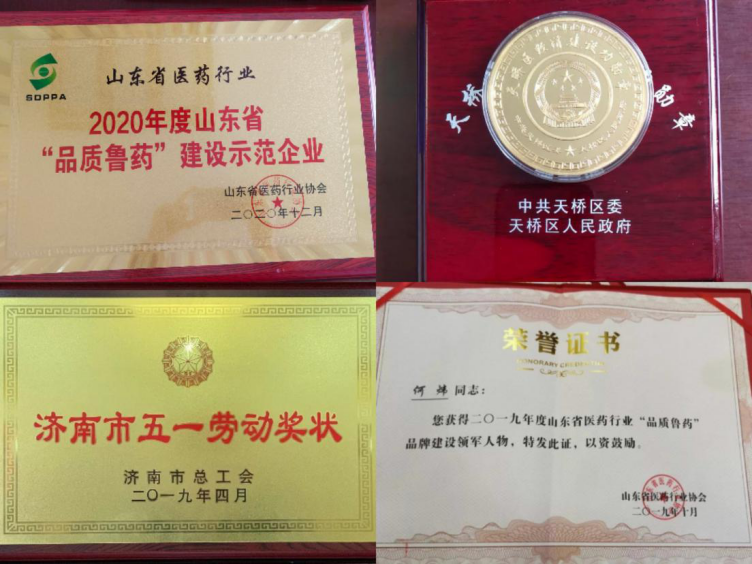 SDPPA
山东省医药行业
2020年度山东省
“品质鲁药”建设示范企业
山东省医药行业协会
二〇二〇年十二月
天桥
勋章
中共天桥区委
天桥区人民政府
济南市五一劳动奖状
济南市总工会
二〇一九年四月
荣誉证书
HONORARY CREDENTIAL
何炜同志：
您获得二〇一九年度山东省医药行业“品质鲁药”
品牌建设领军人物，特发此证，以资鼓励。
山东省医药行业协会
二〇一九年十月